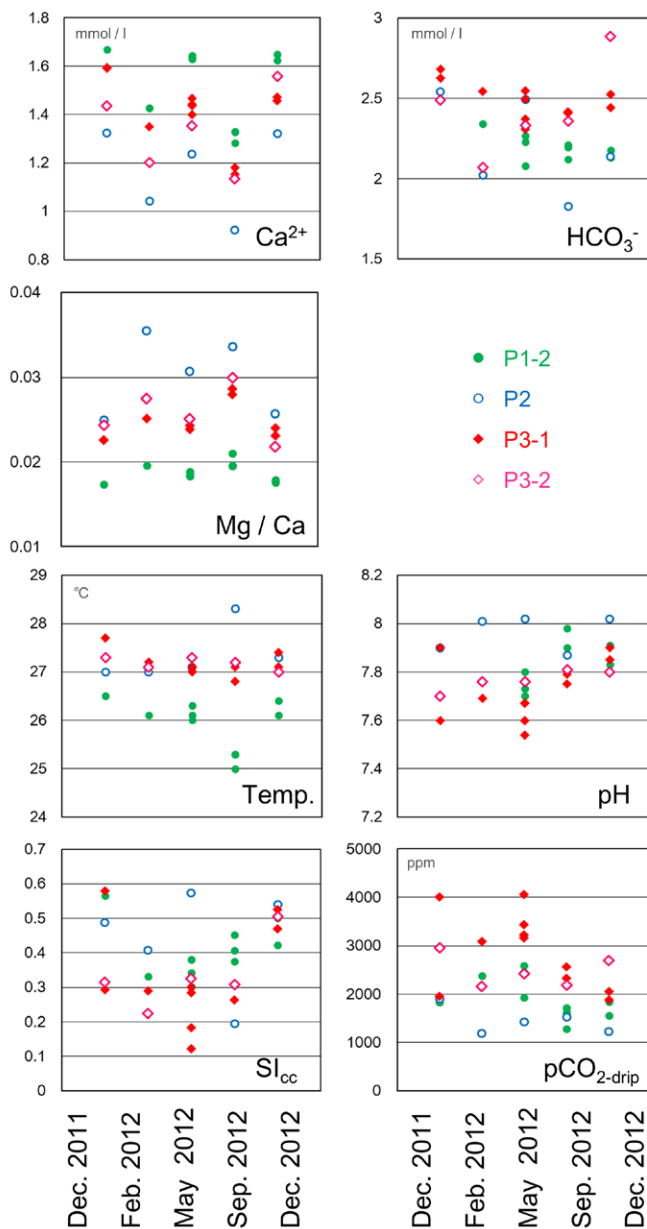 1.8
mmol / l
1.6
1.4
1.2
1
0.8
Ca²⁺
3
mmol / l
2.5
2
1.5
HCO₃⁻
0.04
0.03
0.02
0.01
Mg / Ca
P1-2
P2
P3-1
P3-2
29
℃
28
27
26
25
24
Temp.
8.2
8
7.8
7.6
7.4
7.2
pH
0.7
0.6
0.5
0.4
0.3
0.2
0.1
0
SIcc
5000
ppm
4000
3000
2000
1000
0
pCO₂-drip
Dec. 2011
Feb. 2012
May 2012
Sep. 2012
Dec. 2012
Dec. 2011
Feb. 2012
May 2012
Sep. 2012
Dec. 2012